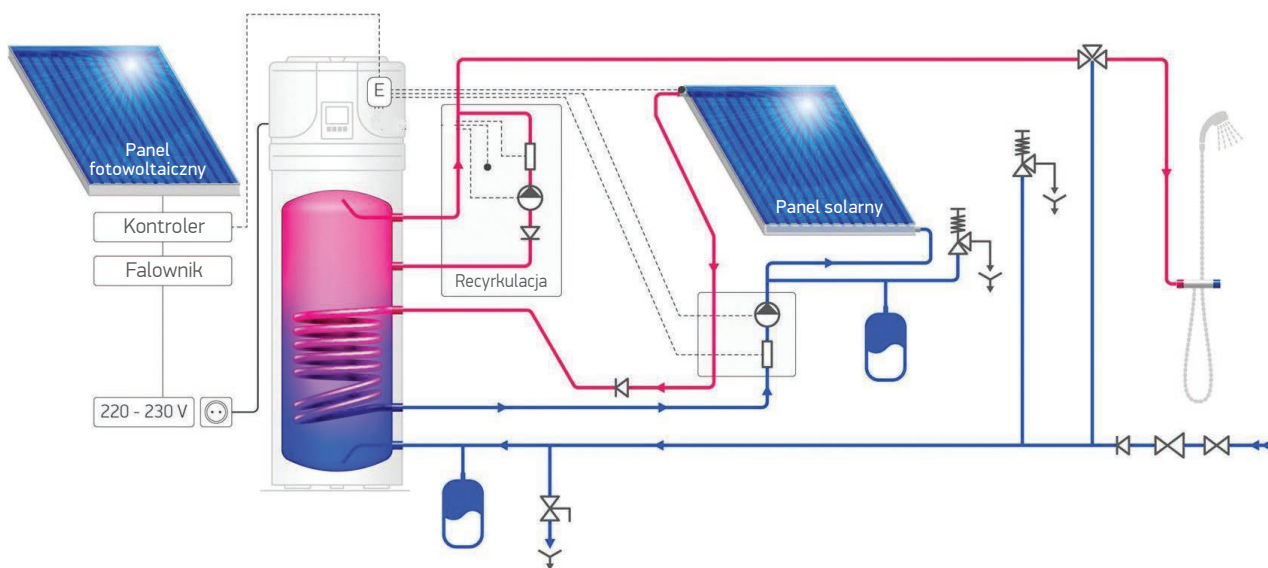 Panel
fotowoltaiczny
Kontroler
Falownik
220 - 230 V
E
Recyrkulacja
Panel solarny